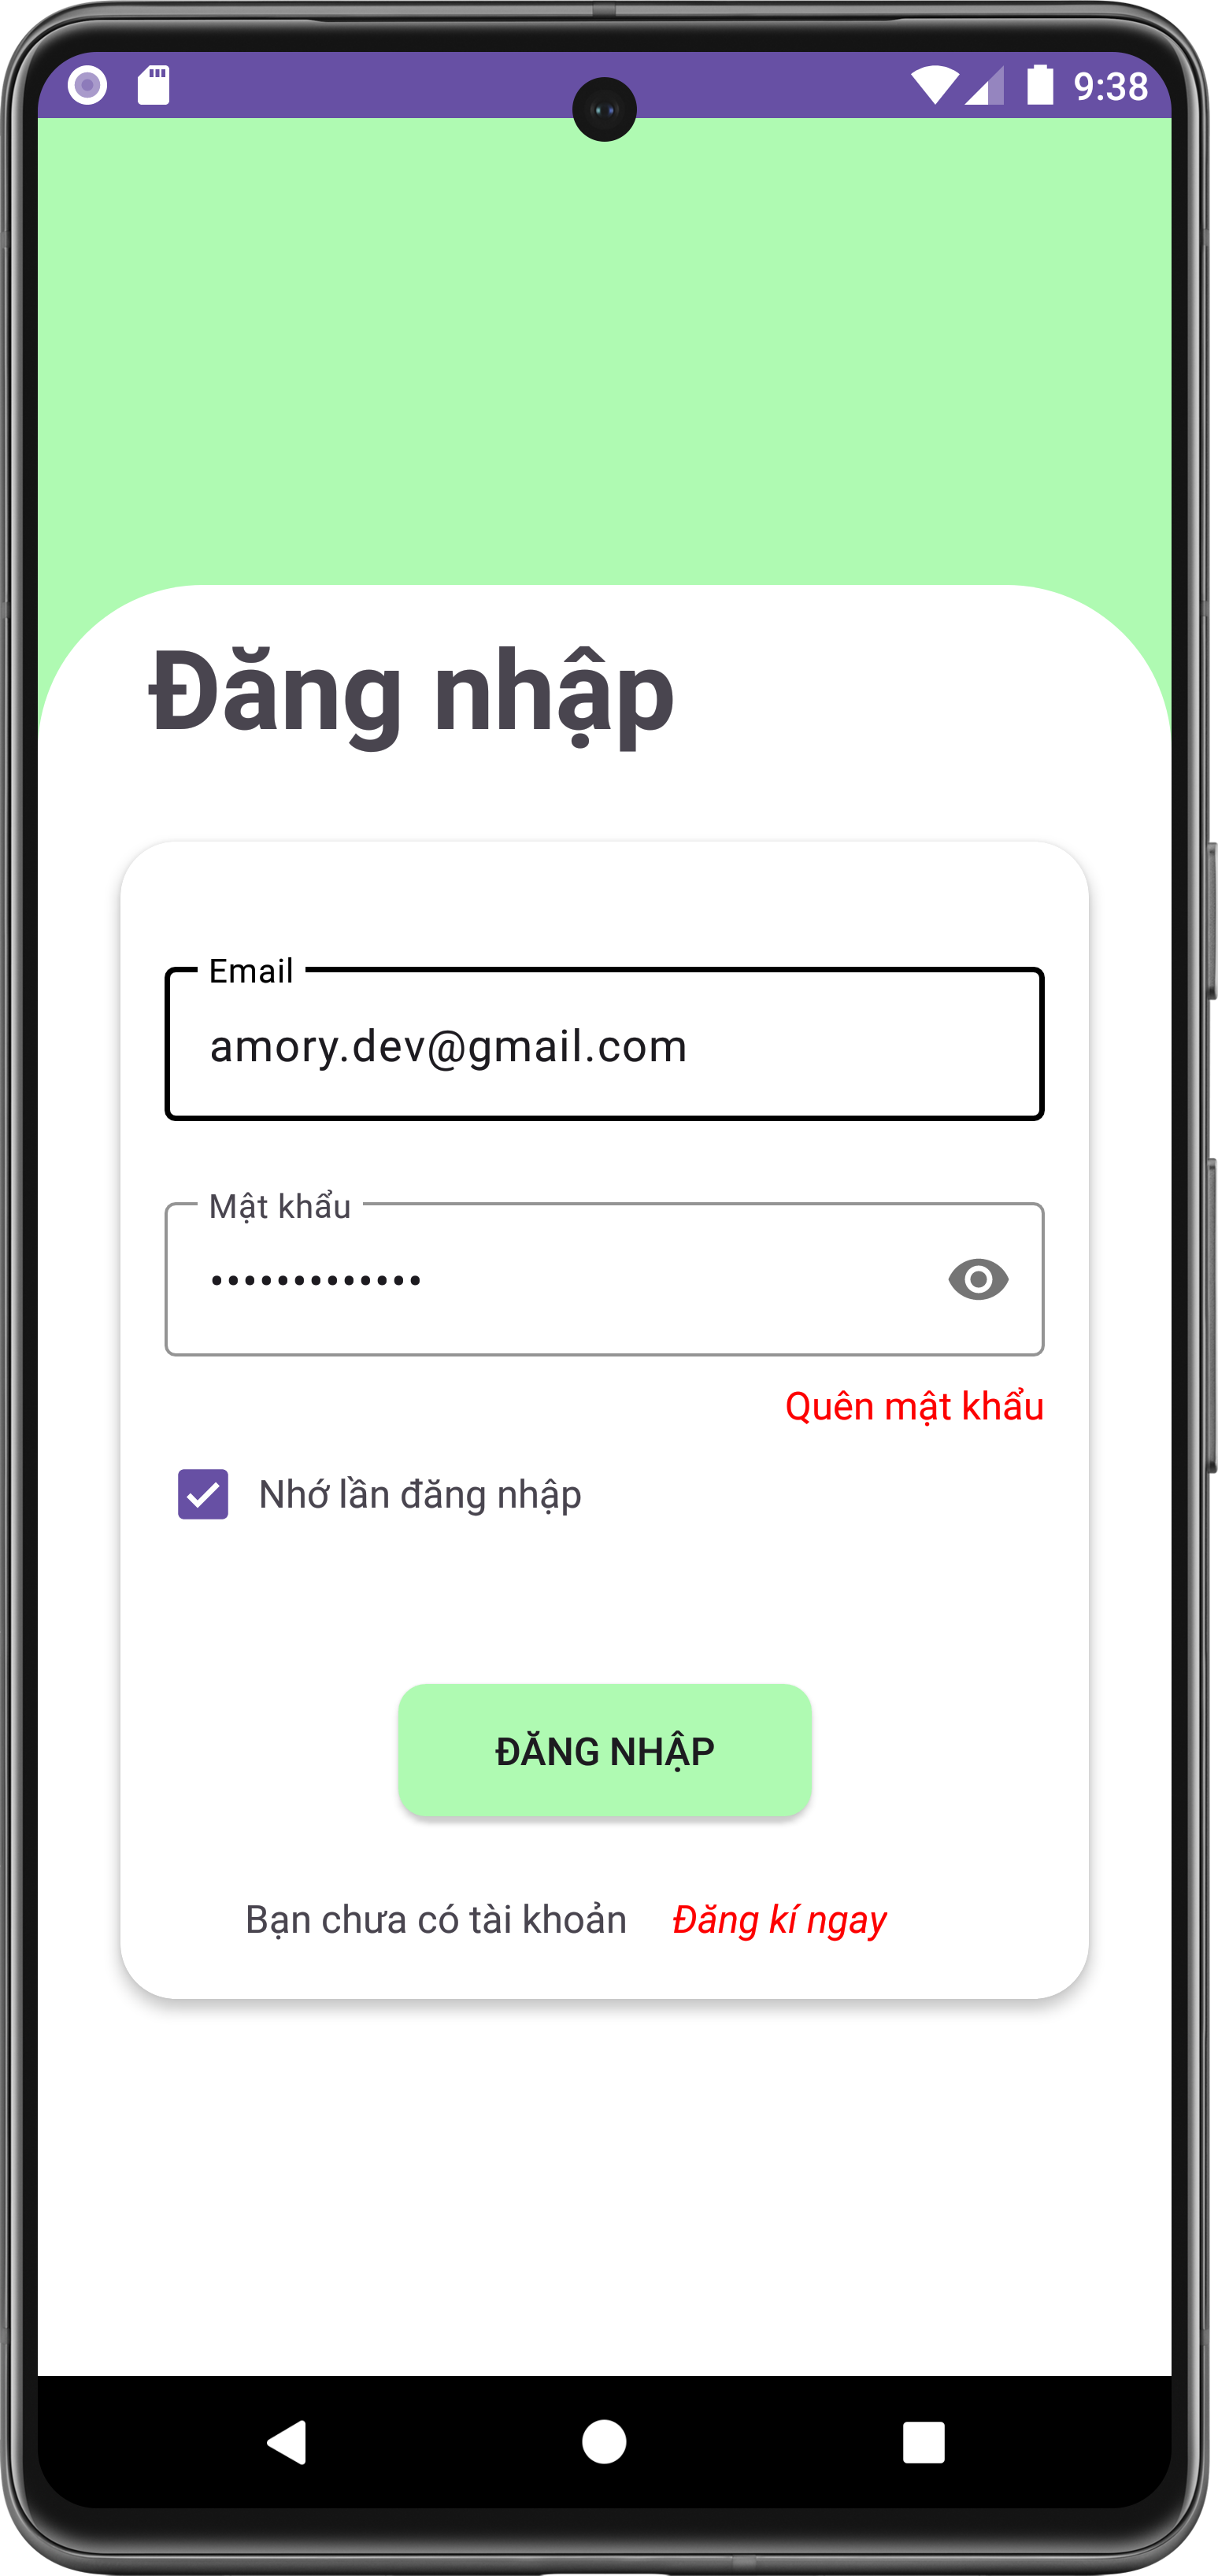 9:38
Đăng nhập
Email
amory.dev@gmail.com
Mật khẩu
•••••••••••••
Quên mật khẩu
Nhớ lần đăng nhập
ĐĂNG NHẬP
Bạn chưa có tài khoản Đăng kí ngay